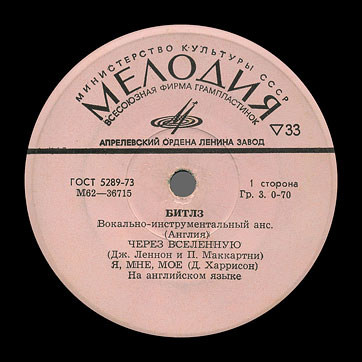 МИНИСТЕРСТВО КУЛЬТУРЫ СССР
МЕЛОДИЯ
ВСЕСОЮЗНАЯ ФИРМА ГРАМПЛАСТИНОК
▽33
АПРЕЛЕВСКИЙ ОРДЕНА ЛЕНИНА ЗАВОД
ГОСТ 5289-73
М62—36715
1 сторона
Гр. 3. 0-70
БИТЛЗ
Вокально-инструментальный анс.
(Англия)
ЧЕРЕЗ ВСЕЛЕННУЮ
(Дж. Леннон и П. Маккартни)
Я, МНЕ, МОЕ (Д. Харрисон)
На английском языке